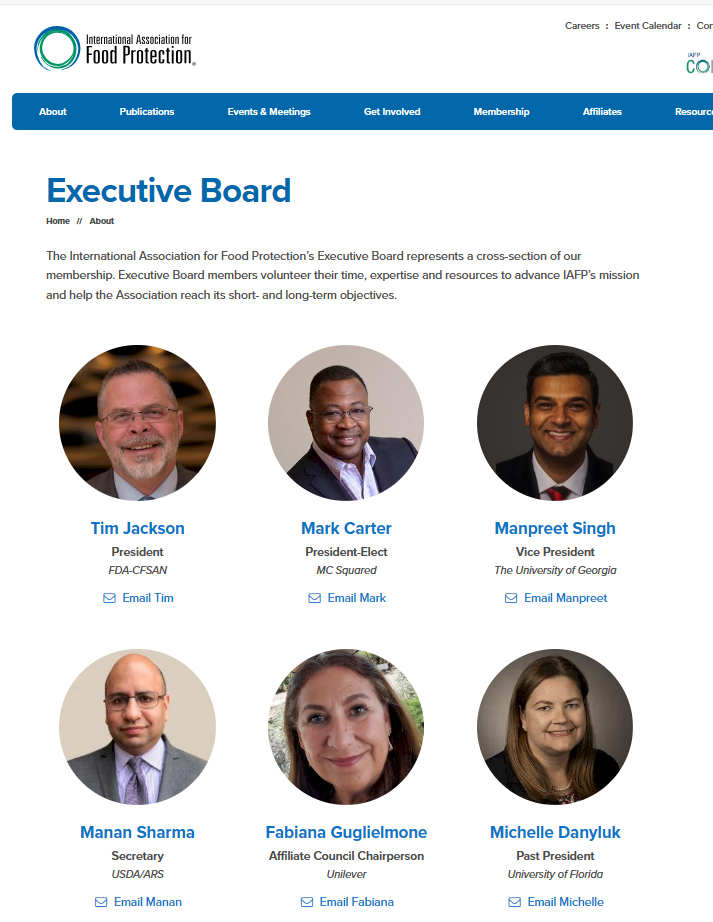 Careers : Event Calendar : Con
International Association for
Food Protection®
IAFP
About Publications Events & Meetings Get Involved Membership Affiliates Resourc
Executive Board
Home // About
The International Association for Food Protection's Executive Board represents a cross-section of our
membership. Executive Board members volunteer their time, expertise and resources to advance IAFP's mission
and help the Association reach its short- and long-term objectives.
Tim Jackson
President
FDA-CFSAN
Email Tim
Mark Carter
President-Elect
MC Squared
Email Mark
Manpreet Singh
Vice President
The University of Georgia
Email Manpreet
Manan Sharma
Secretary
USDA/ARS
Email Manan
Fabiana Guglielmone
Affiliate Council Chairperson
Unilever
Email Fabiana
Michelle Danyluk
Past President
University of Florida
Email Michelle